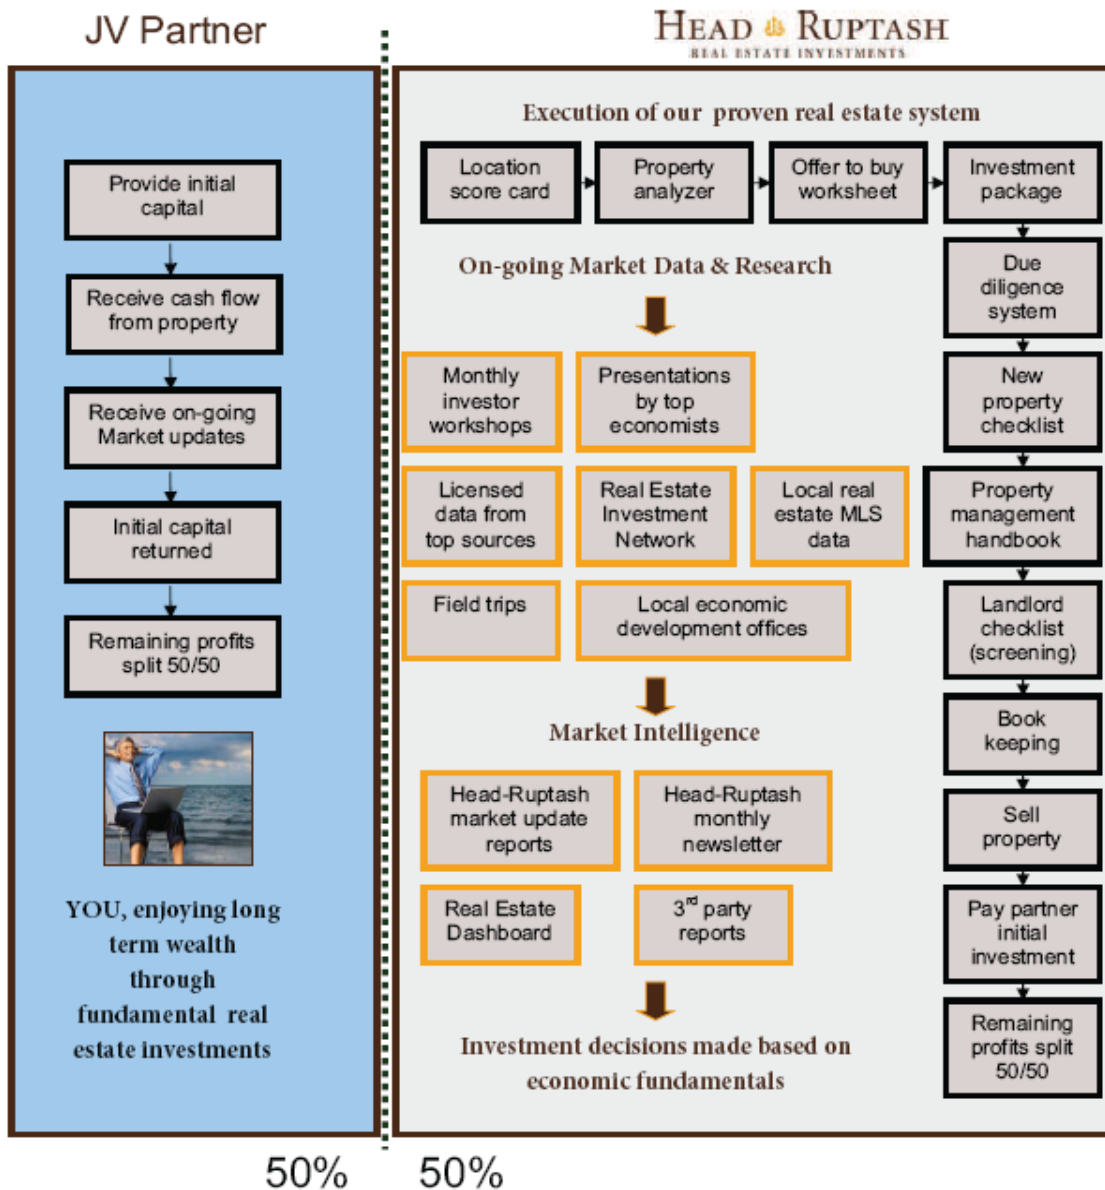 JV Partner
HEAD RUPTASH
REAL ESTATE INVESTMENTS
Provide initial
capital
Receive cash flow
from property
Receive on-going
Market updates
Initial capital
returned
Remaining profits
split 50/50
YOU, enjoying long
term wealth
through
fundamental real
estate investments
Execution of our proven real estate system
Location
score card
Property
analyzer
Offer to buy
worksheet
Investment
package
Due
diligence
system
New
property
checklist
Property
management
handbook
Landlord
checklist
(screening)
Book
keeping
Sell
property
Pay partner
initial
investment
Remaining
profits split
50/50
On-going Market Data & Research
Monthly
investor
workshops
Presentations
by top
economists
Licensed
data from
top sources
Real Estate
Investment
Network
Local real
estate MLS
data
Field trips
Local economic
development offices
Market Intelligence
Head-Ruptash
market update
reports
Head-Ruptash
monthly
newsletter
Real Estate
Dashboard
3rd party
reports
Investment decisions made based on
economic fundamentals
50%
50%